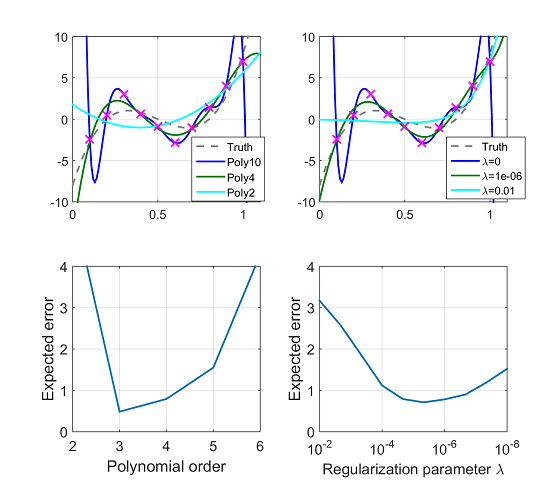 10
5
0
-5
-10
0
0.5
1
Truth
Poly10
Poly4
Poly2
10
5
0
-5
-10
0
0.5
1
Truth
λ=0
λ=1e-06
λ=0.01
Expected error
4
3
2
1
0
2
3
4
5
6
Polynomial order
Expected error
4
3
2
1
0
10⁻²
10⁻⁴
10⁻⁶
10⁻⁸
Regularization parameter λ